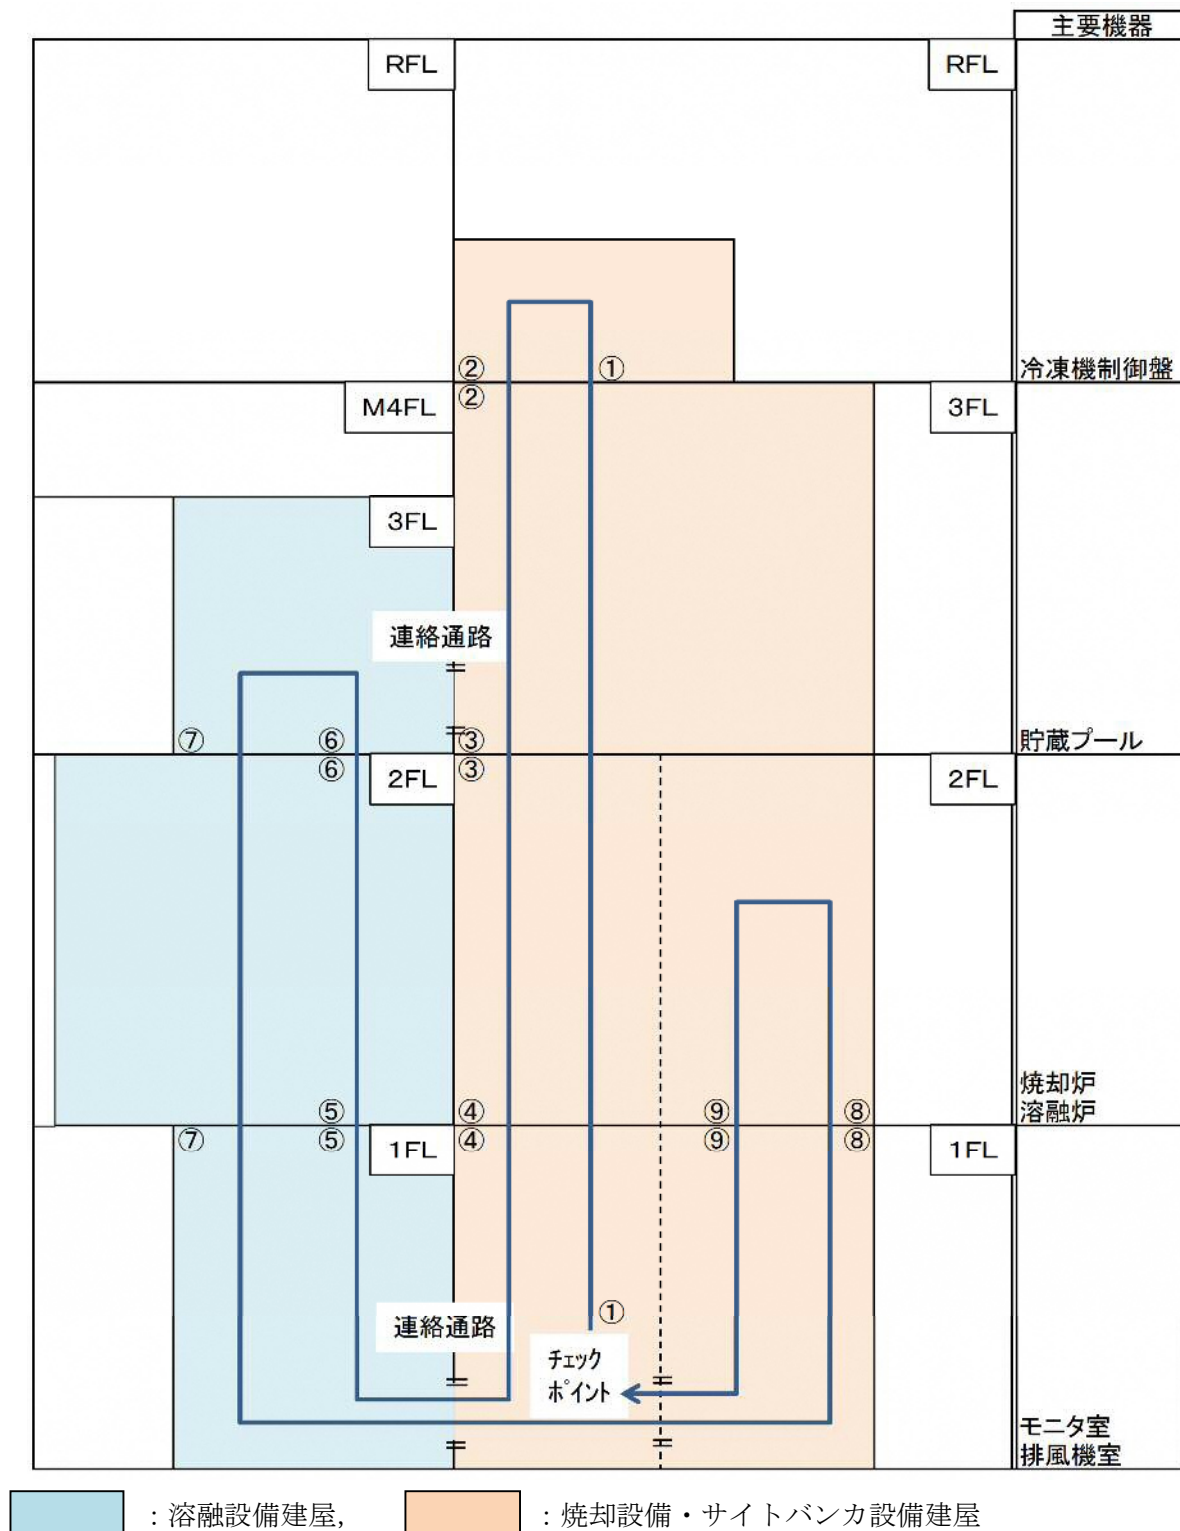 主要機器
RFL
RFL
② ①
冷凍機制御盤
②
M4FL
3FL
3FL
連絡通路
⑦ ⑥ ③
貯蔵プール
⑥ ③
2FL
2FL
焼却炉
⑤ ④ ⑨ ⑧
溶融炉
⑦ ⑤ ④ ⑨ ⑧
1FL
1FL
①
連絡通路
チェック
ポイント
モニタ室
排風機室
：溶融設備建屋,
：焼却設備・サイトバンカ設備建屋